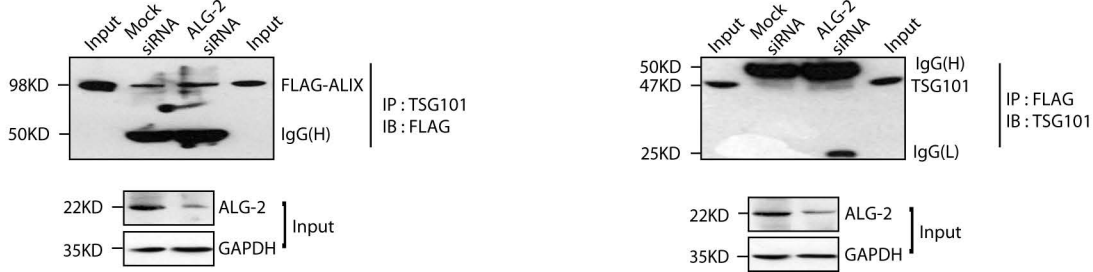 Input Mock siRNA ALG-2 siRNA Input
98KD FLAG-ALIX
50KD IgG(H)
IP : TSG101
IB : FLAG
22KD ALG-2
35KD GAPDH
Input
Input Mock siRNA ALG-2 siRNA Input
50KD IgG(H)
47KD TSG101
25KD IgG(L)
IP : FLAG
IB : TSG101
22KD ALG-2
35KD GAPDH
Input